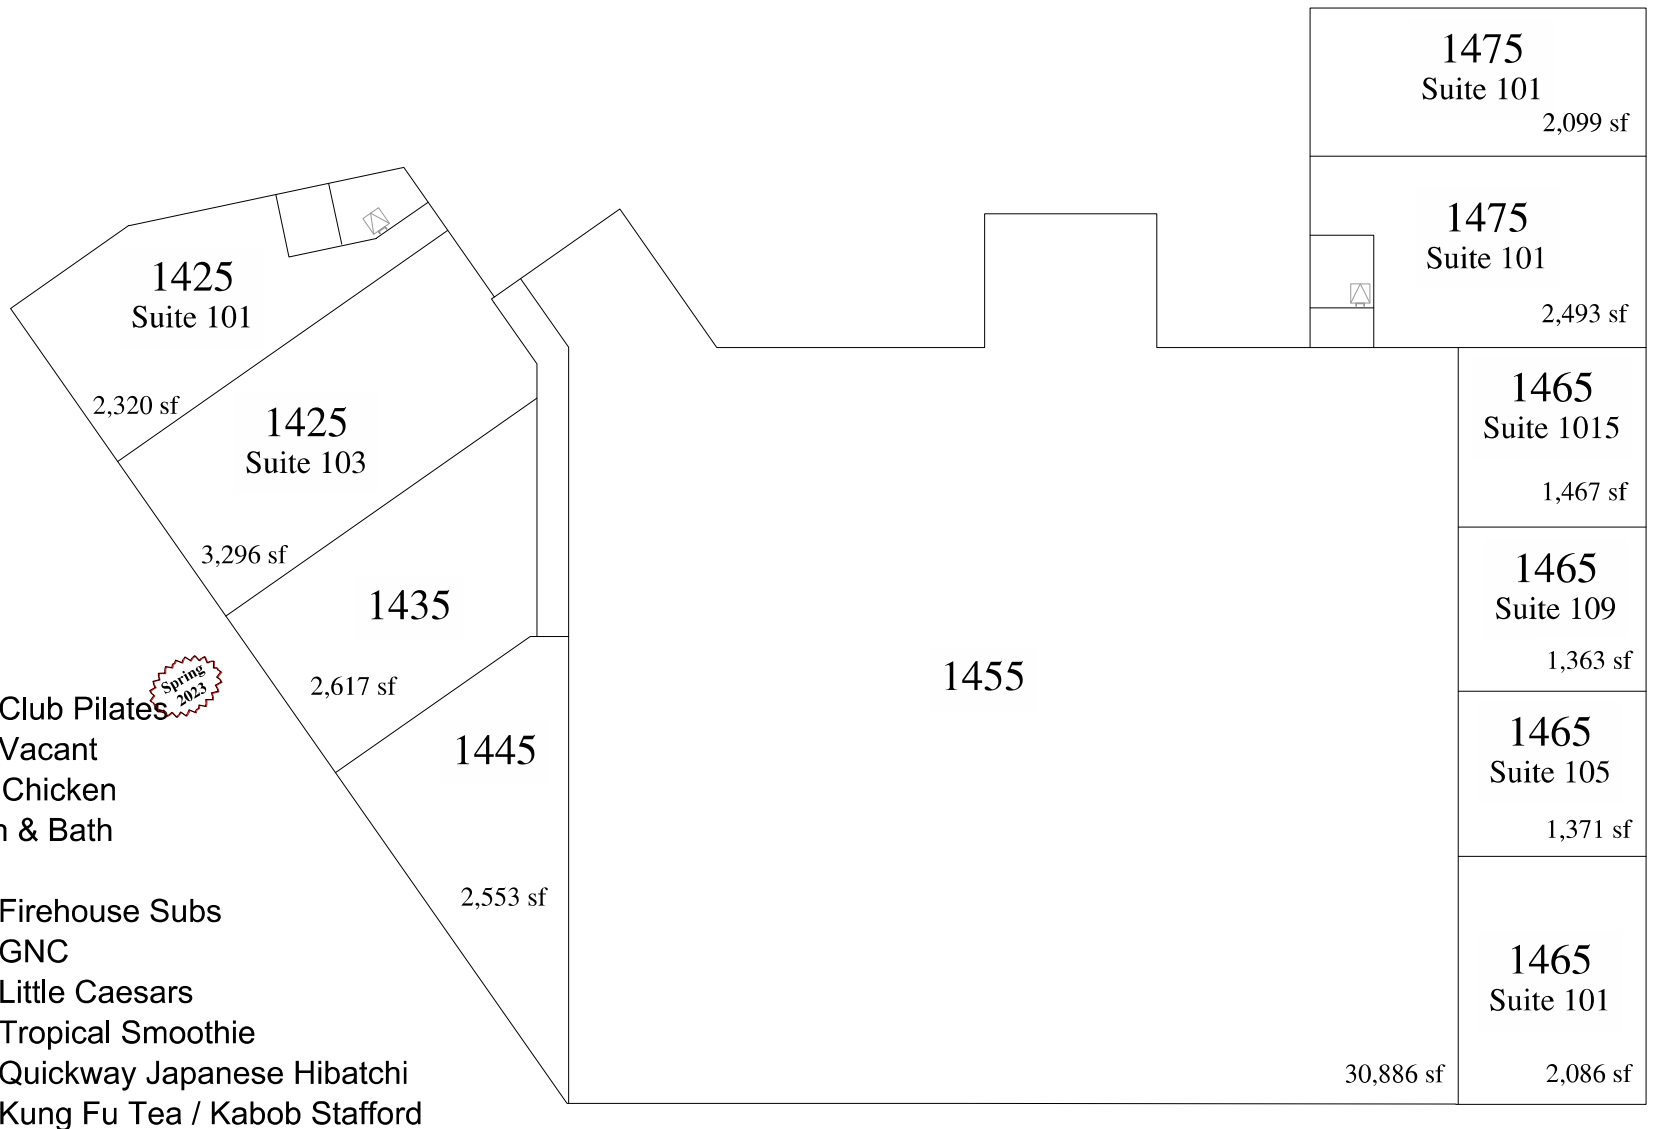 1475
Suite 101
2,099 sf
1475
Suite 101
2,493 sf
1425
Suite 101
2,320 sf
1425
Suite 103
3,296 sf
1435
2,617 sf
1445
2,553 sf
1455
30,886 sf
1465
Suite 1015
1,467 sf
1465
Suite 109
1,363 sf
1465
Suite 105
1,371 sf
1465
Suite 101
2,086 sf
Spring
2023
Club Pilates
Vacant
Chicken
& Bath
Firehouse Subs
GNC
Little Caesars
Tropical Smoothie
Quickway Japanese Hibatchi
Kung Fu Tea / Kabob Stafford